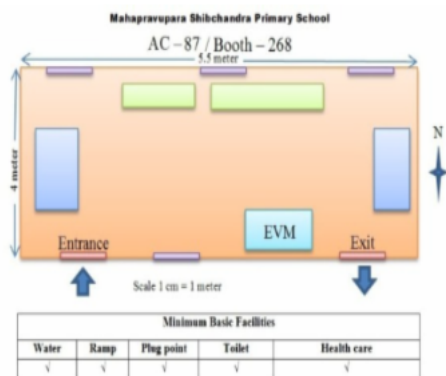 Mahapravupara Shibchandra Primary School
AC – 87 / Booth – 268
5.5 meter
4 meter
N
EVM
Entrance
Exit
Scale 1 cm = 1 meter
Minimum Basic Facilities
Water Ramp Plug point Toilet Health care
√ √ √ √ √